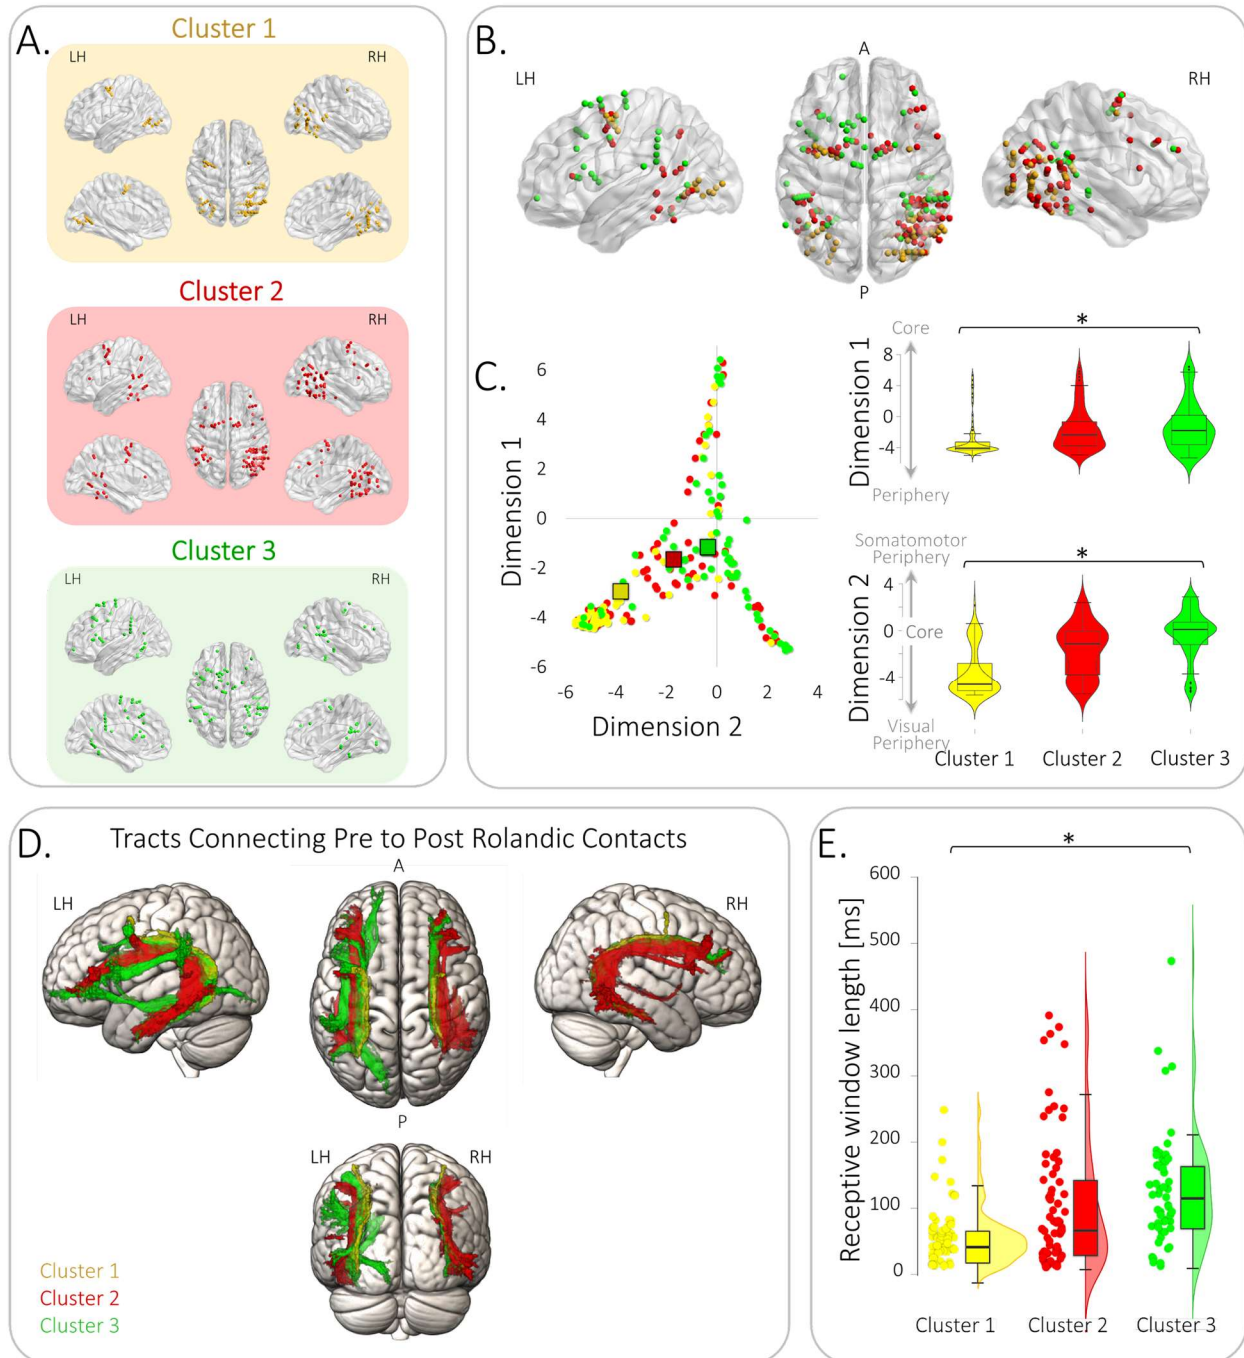 A.
Cluster 1
LH
RH
Cluster 2
LH
RH
Cluster 3
LH
RH
B.
A
LH
RH
P
C.
6
4
2
0
-2
-4
-6
Dimension 1
-6
-4
-2
0
2
4
Dimension 2
*
Core
8
4
0
-4
Dimension 1
Periphery
Somatomotor
Periphery
*
4
0
Core
-4
Dimension 2
Visual
Periphery
Cluster 1
Cluster 2
Cluster 3
D.
Tracts Connecting Pre to Post Rolandic Contacts
A
LH
RH
P
LH
RH
Cluster 1
Cluster 2
Cluster 3
E.
*
600
500
400
300
200
100
0
Receptive window length [ms]
Cluster 1
Cluster 2
Cluster 3